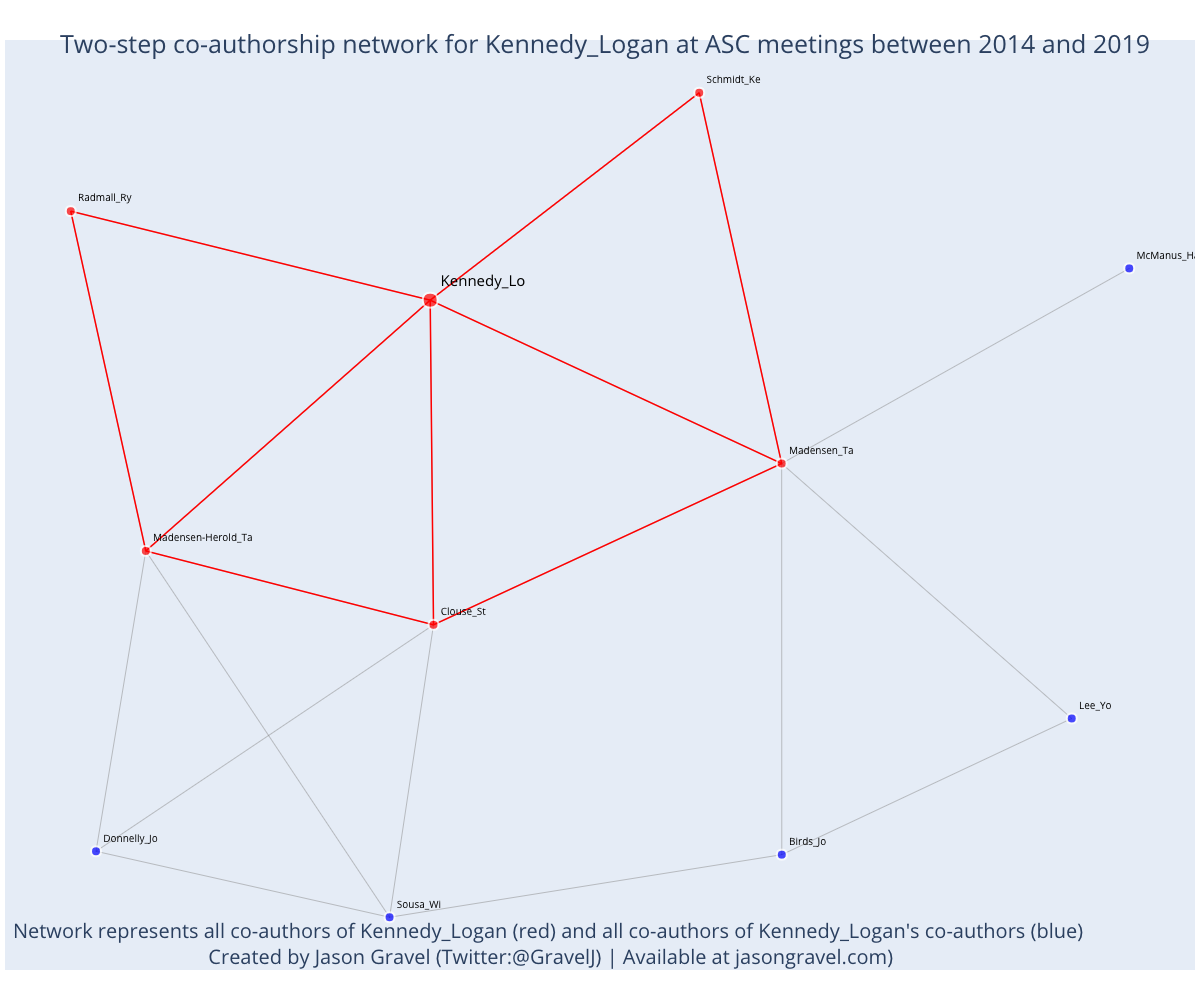 Two-step co-authorship network for Kennedy_Logan at ASC meetings between 2014 and 2019
Schmidt_Ke
Radmall_Ry
McManus_Ha
Kennedy_Lo
Madensen_Ta
Madensen-Herold_Ta
Clouse_St
Lee_Yo
Donnelly_Jo
Birds_Jo
Sousa_Wi
Network represents all co-authors of Kennedy_Logan (red) and all co-authors of Kennedy_Logan's co-authors (blue)
Created by Jason Gravel (Twitter:@GravelJ) | Available at jasongravel.com)